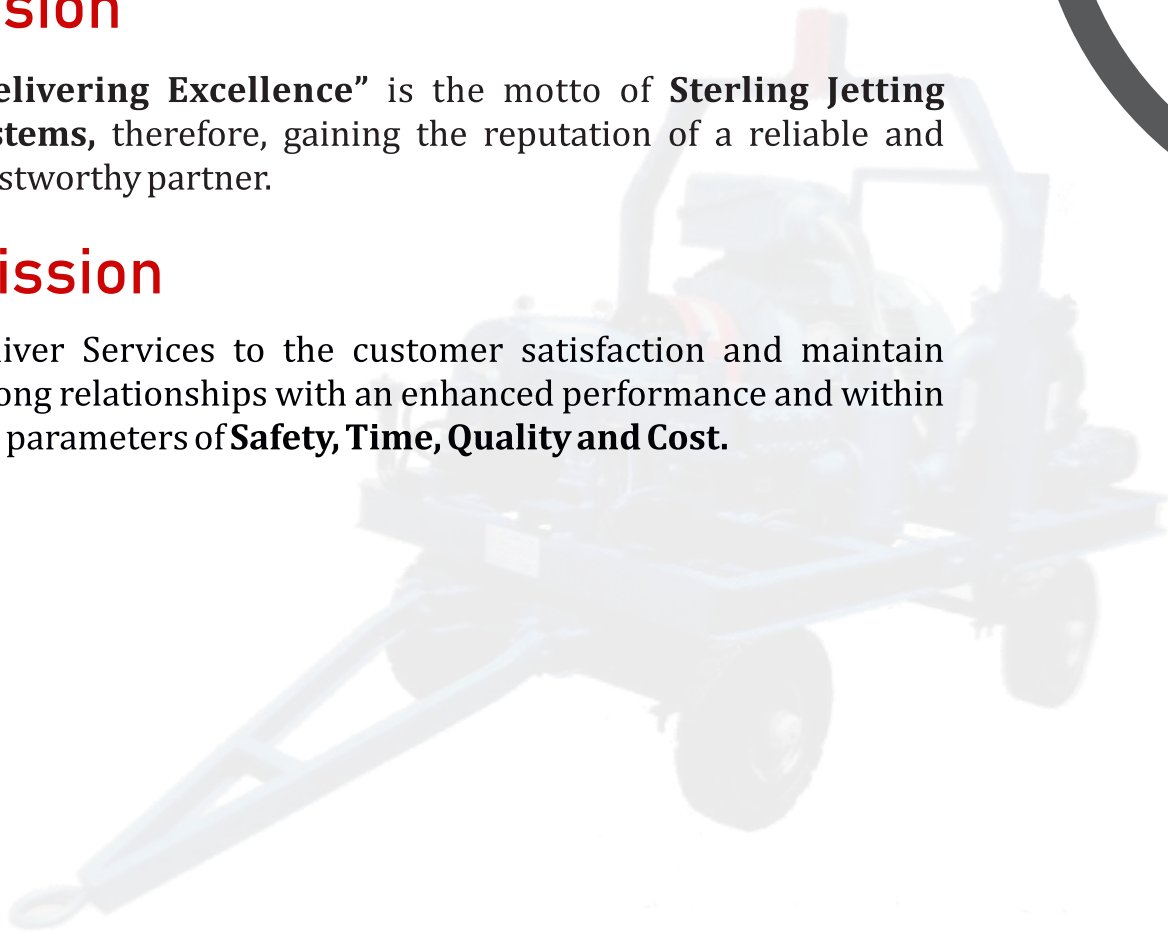 sion
elivering Excellence” is the motto of Sterling Jetting
stems, therefore, gaining the reputation of a reliable and
stworthy partner.
ission
iver Services to the customer satisfaction and maintain
ong relationships with an enhanced performance and within
parameters of Safety, Time, Quality and Cost.